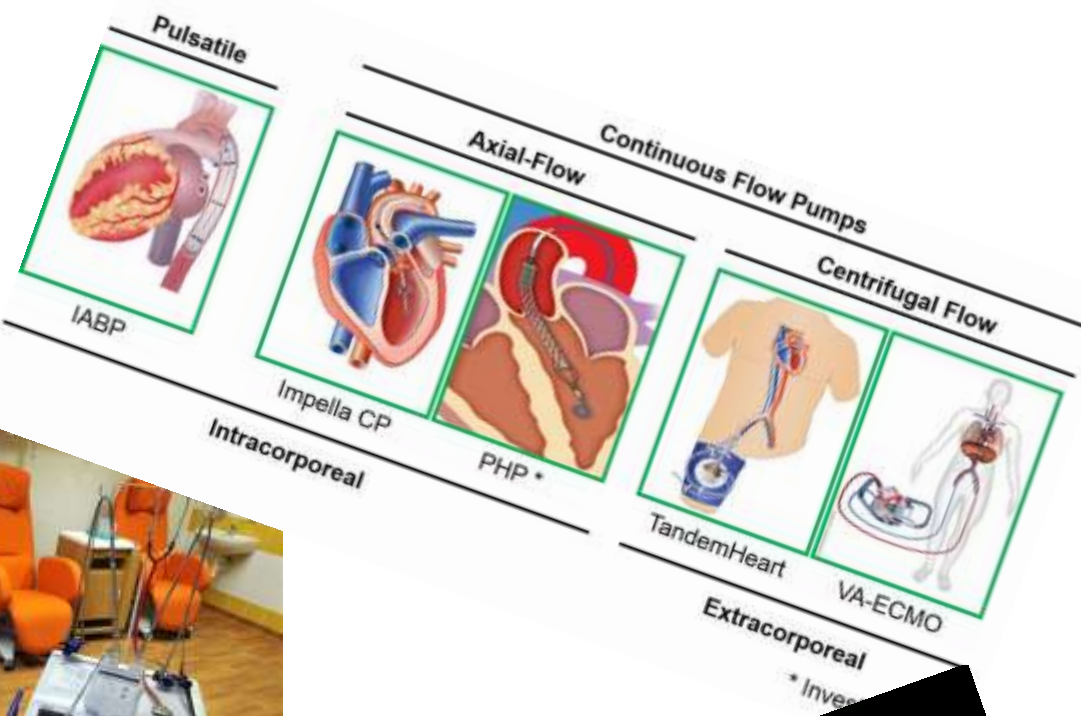 Pulsatile
Continuous Flow Pumps
Axial-Flow
Centrifugal Flow
IABP
Impella CP
PHP *
TandemHeart
VA-ECMO
Intracorporeal
Extracorporeal